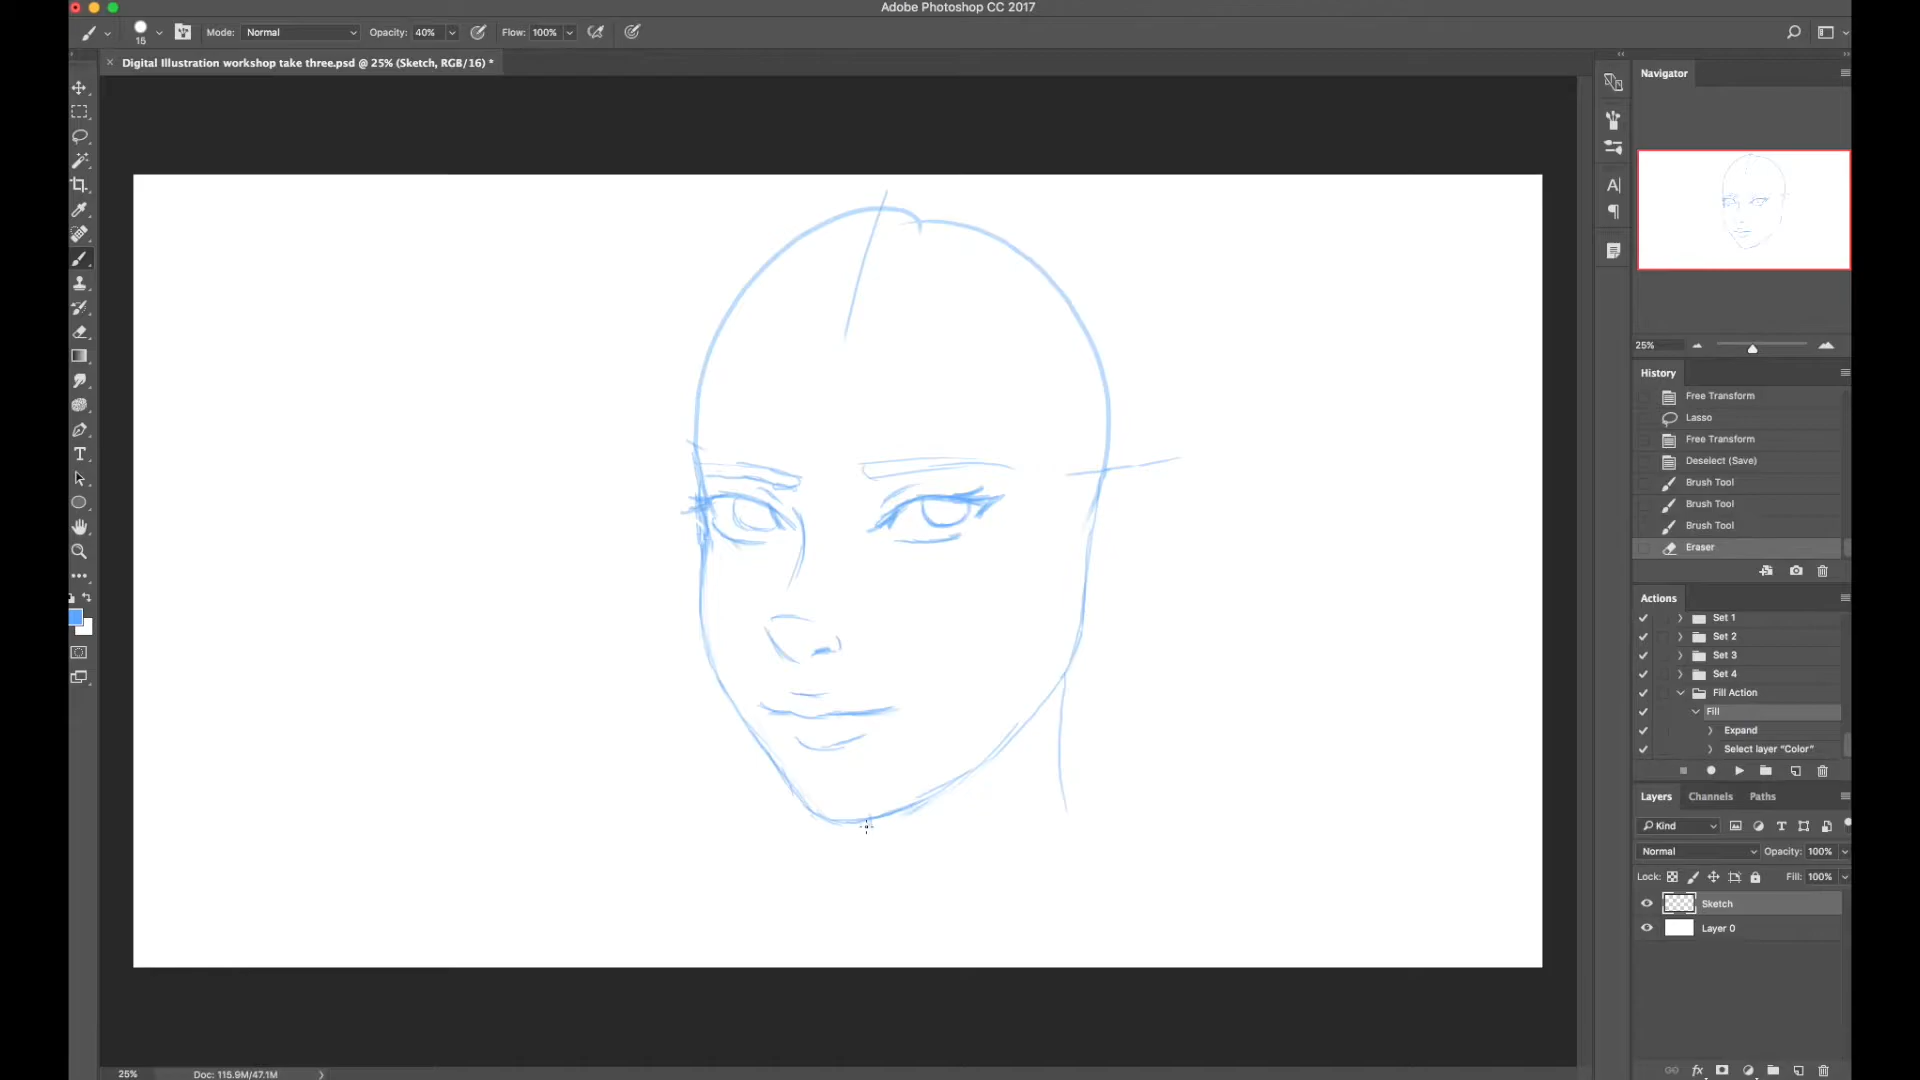 Adobe Photoshop CC 2017
15
Mode: Normal
Opacity: 40%
Flow: 100%
Digital Illustration workshop take three.psd @ 25% (Sketch, RGB/16) *
Navigator
25%
History
Free Transform
Lasso
Free Transform
Deselect (Save)
Brush Tool
Brush Tool
Brush Tool
Eraser
Actions
Set 1
Set 2
Set 3
Set 4
Fill Action
Fill
Expand
Select layer “Color”
Layers Channels Paths
Kind
Normal Opacity: 100%
Lock: Fill: 100%
Sketch
Layer 0
fx
25% Doc: 115.9M/47.1M